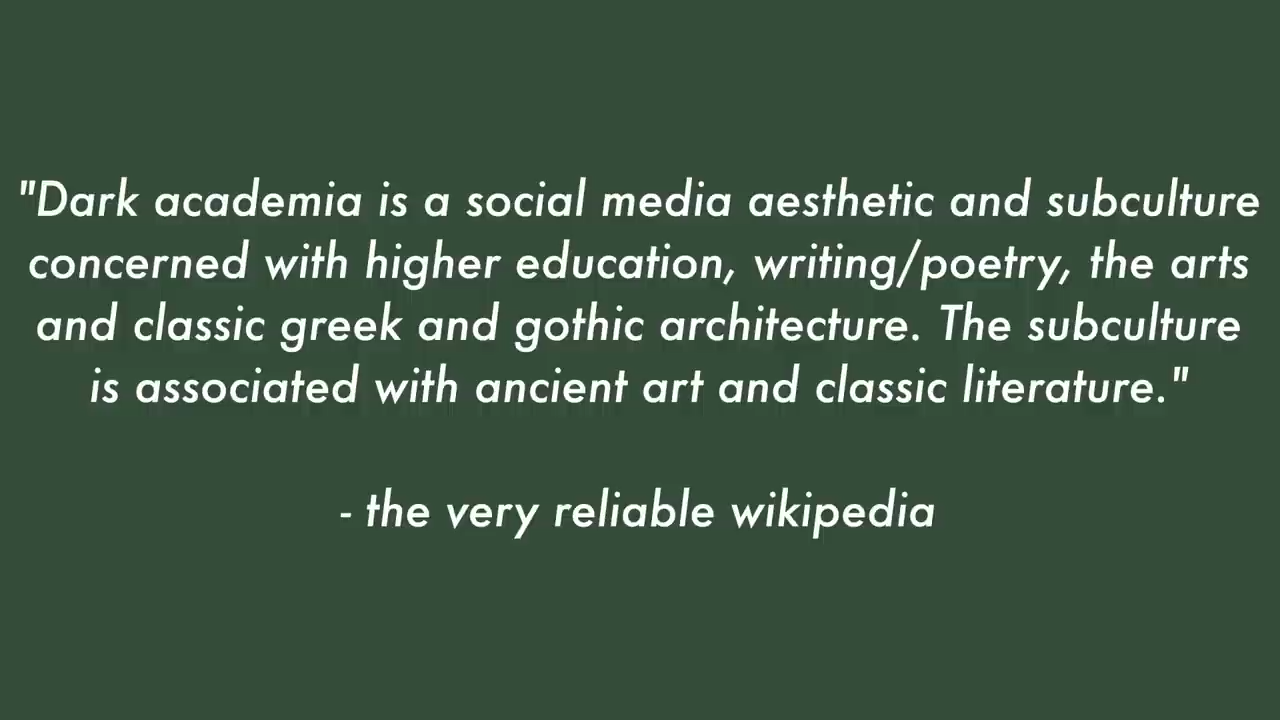 "Dark academia is a social media aesthetic and subculture
concerned with higher education, writing/poetry, the arts
and classic greek and gothic architecture. The subculture
is associated with ancient art and classic literature."
- the very reliable wikipedia